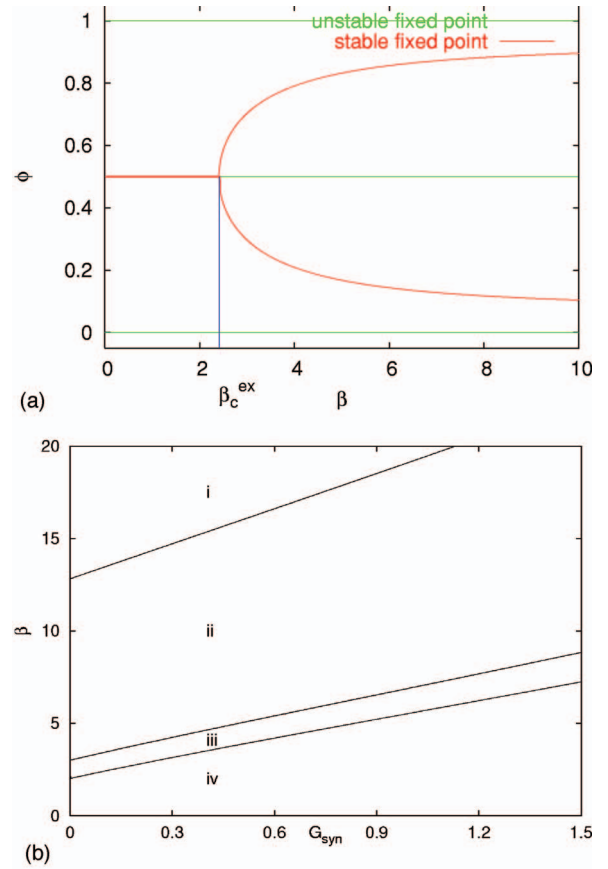 1
unstable fixed point
stable fixed point
0.8
0.6
ϕ
0.4
0.2
0
0 2 4 6 8 10
(a) β_c^ex β
20
i
15
β
10
ii
5
iii
iv
0
0 0.3 0.6 G_syn 0.9 1.2 1.5
(b)